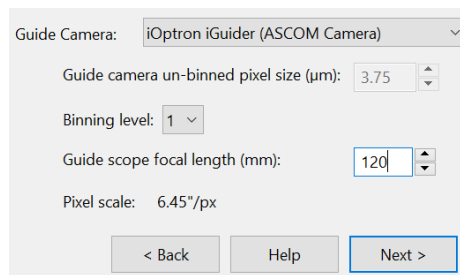 Guide Camera: iOptron iGuider (ASCOM Camera)
Guide camera un-binned pixel size (µm): 3.75
Binning level: 1
Guide scope focal length (mm): 120
Pixel scale: 6.45"/px
< Back Help Next >